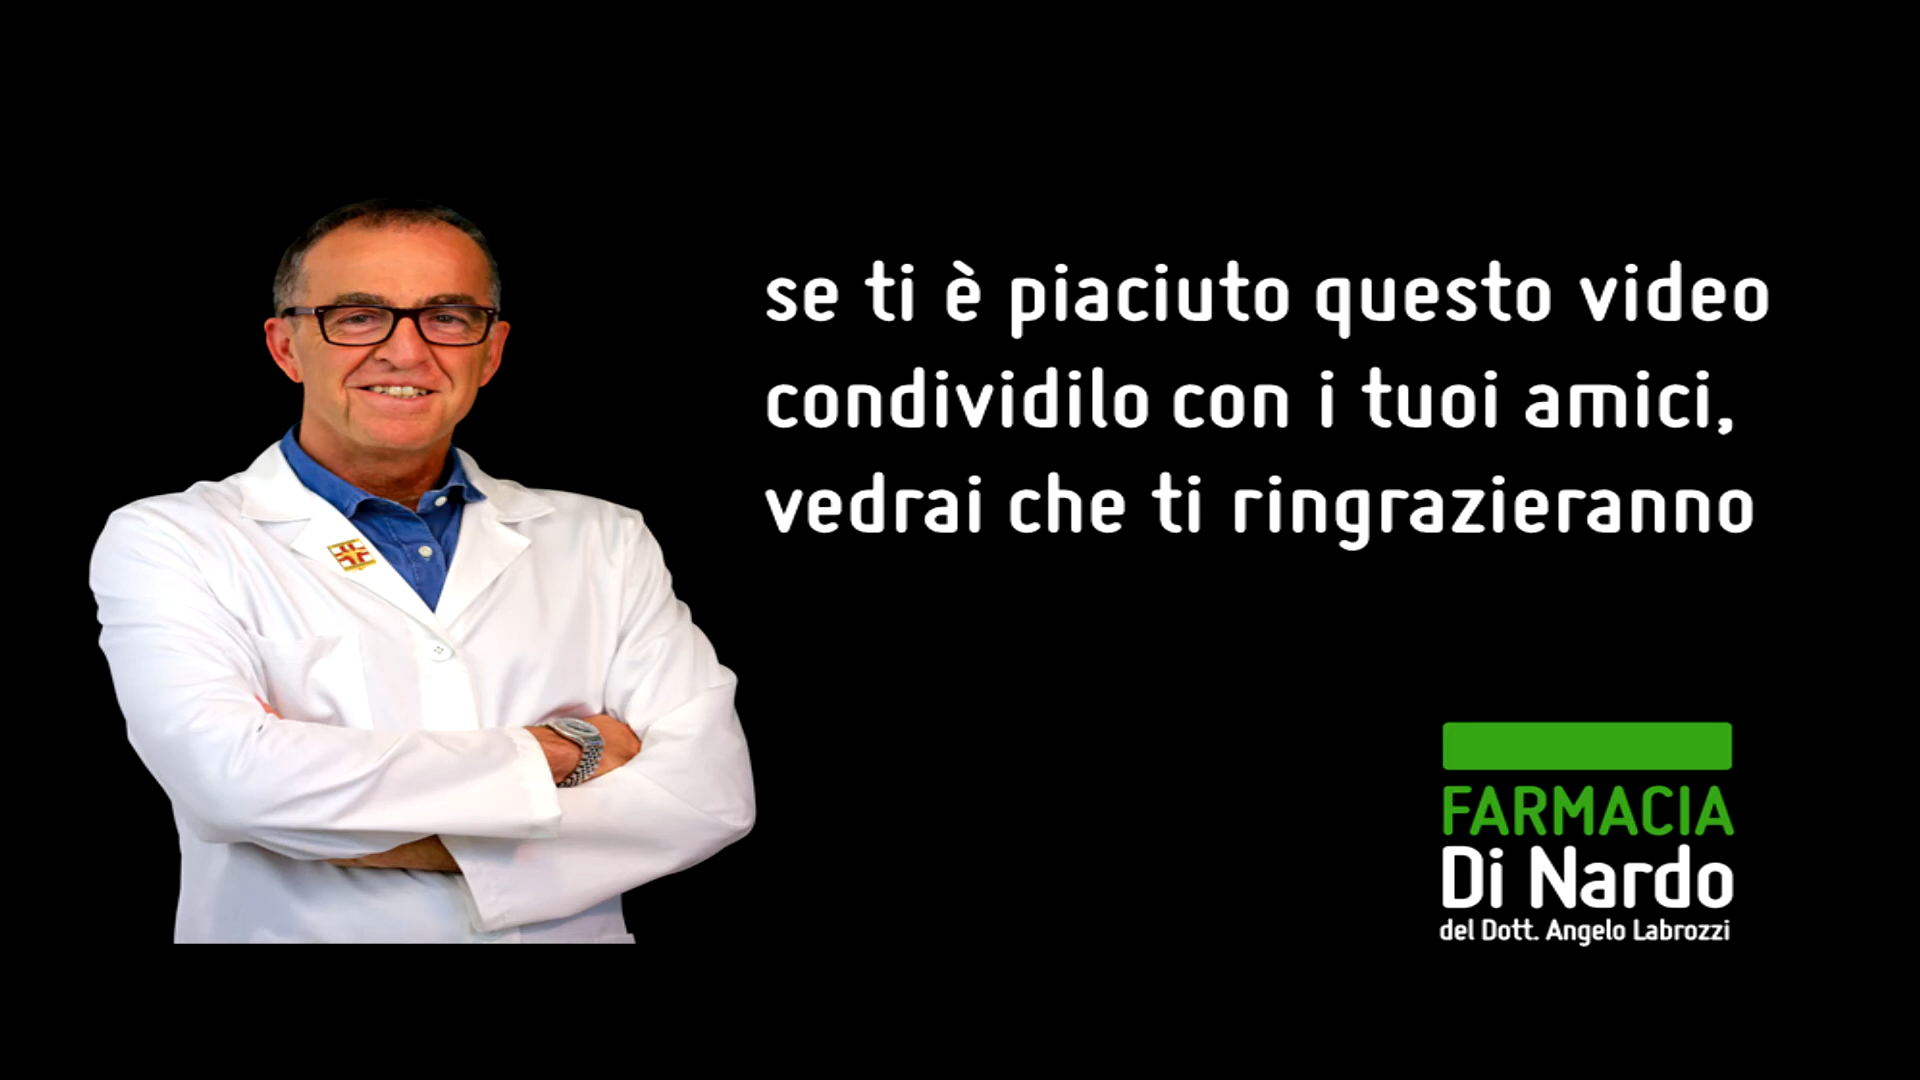 se ti è piaciuto questo video
condividilo con i tuoi amici,
vedrai che ti ringrazieranno
FARMACIA
Di Nardo
del Dott. Angelo Labrozzi